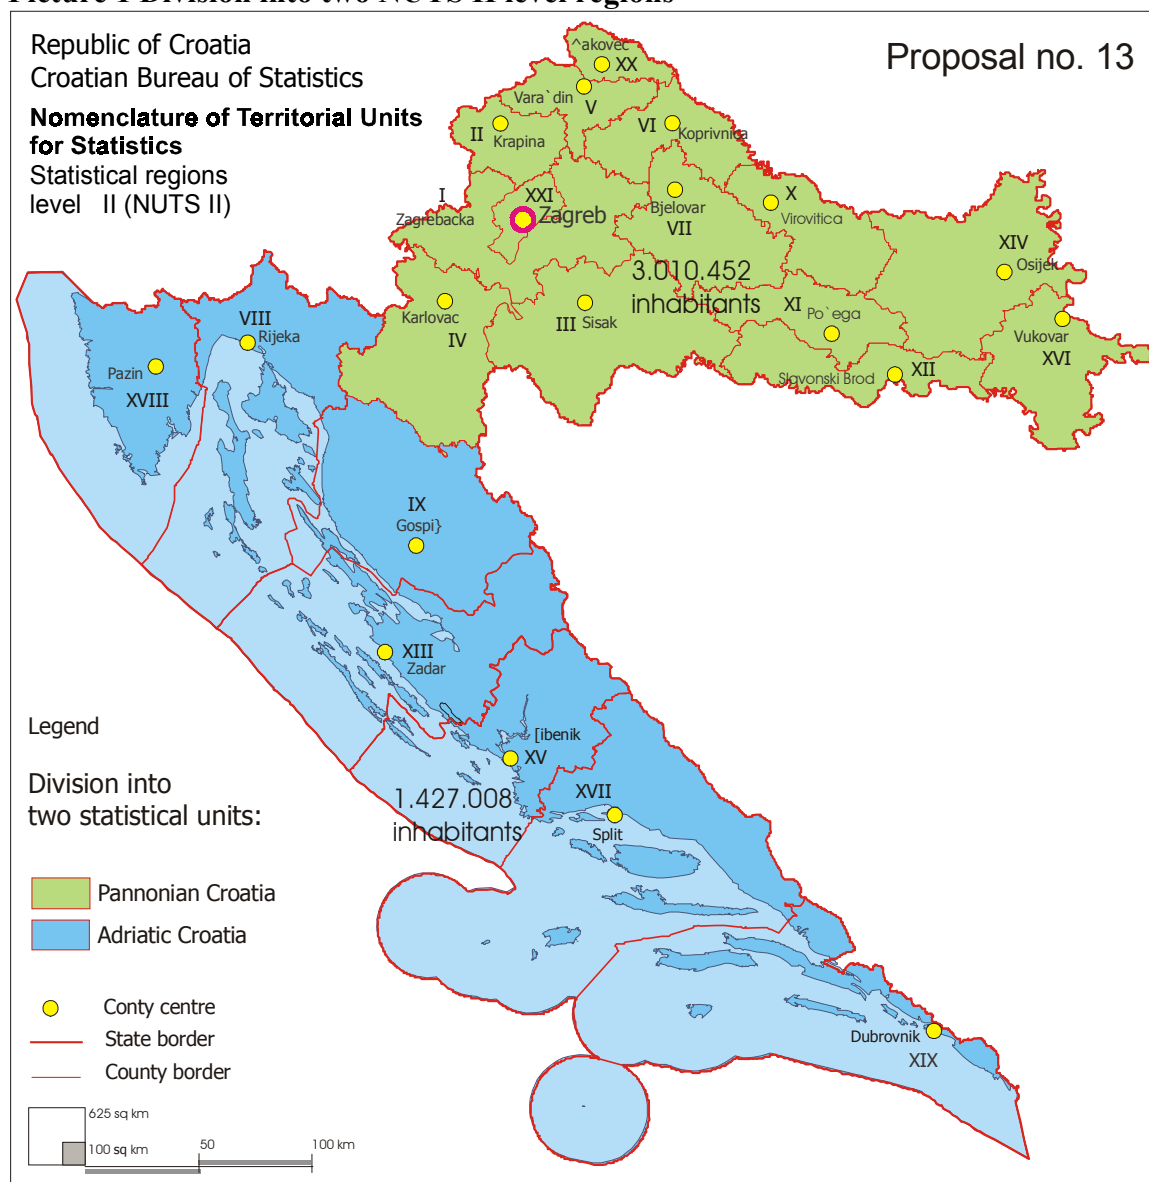 Picture 1 Division into two NUTS II level regions
Republic of Croatia
Croatian Bureau of Statistics
Nomenclature of Territorial Units
for Statistics
Statistical regions
level II (NUTS II)
Proposal no. 13
^akovec
XX
Vara`din
V
II
Krapina
VI
Koprivnica
I
Zagrebacka
XXI
Zagreb
Bjelovar
VII
X
Virovitica
XIV
Osijek
3.010.452
inhabitants
Karlovac
IV
III
Sisak
XI
Po`ega
Vukovar
XVI
Slavonski Brod
XII
VIII
Rijeka
Pazin
XVIII
IX
Gospi}
XIII
Zadar
[ibenik
XV
1.427.008
inhabitants
XVII
Split
Dubrovnik
XIX
Legend
Division into
two statistical units:
Pannonian Croatia
Adriatic Croatia
Conty centre
State border
County border
625 sq km
100 sq km
50
100 km